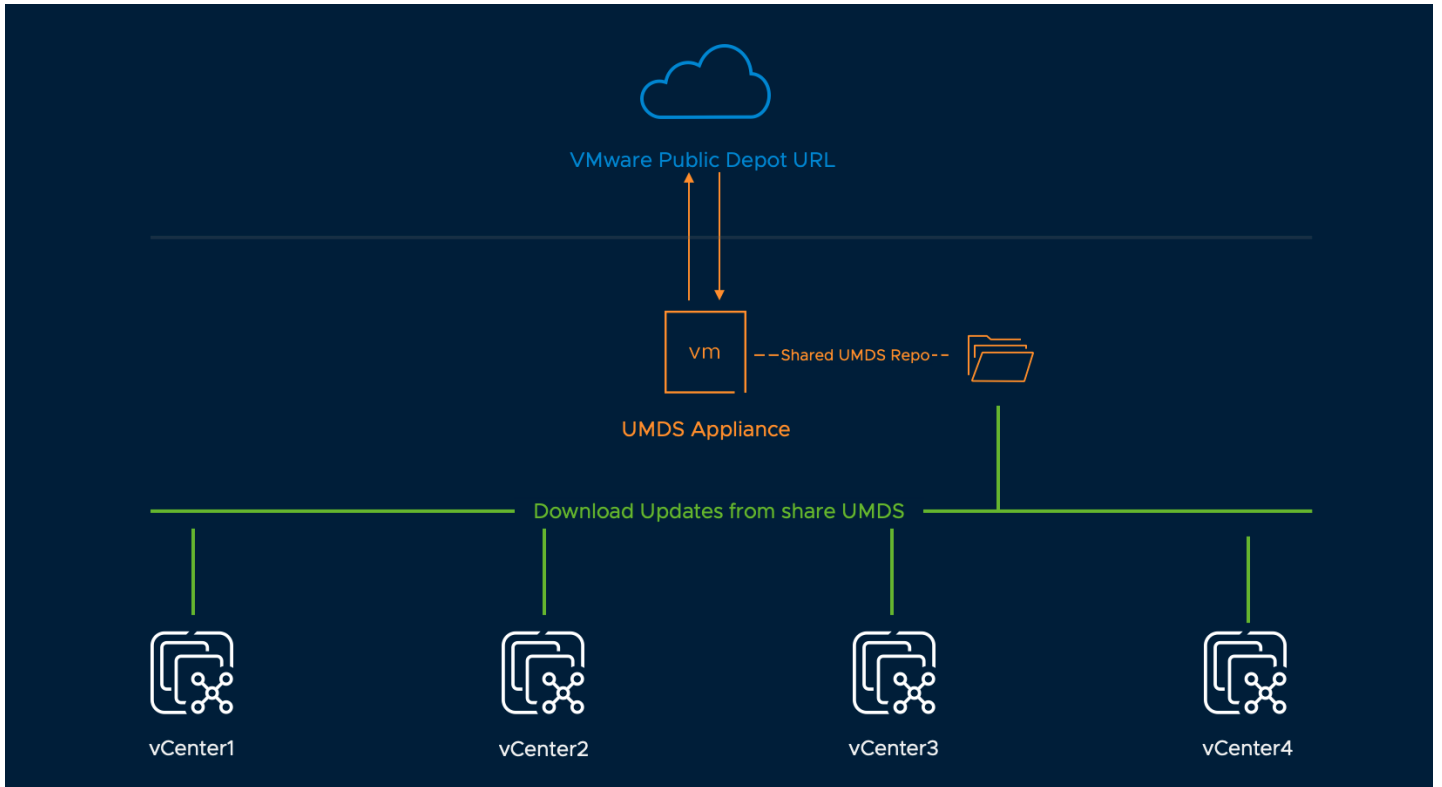 VMware Public Depot URL
vm
Shared UMDS Repo
UMDS Appliance
Download Updates from share UMDS
vCenter1
vCenter2
vCenter3
vCenter4